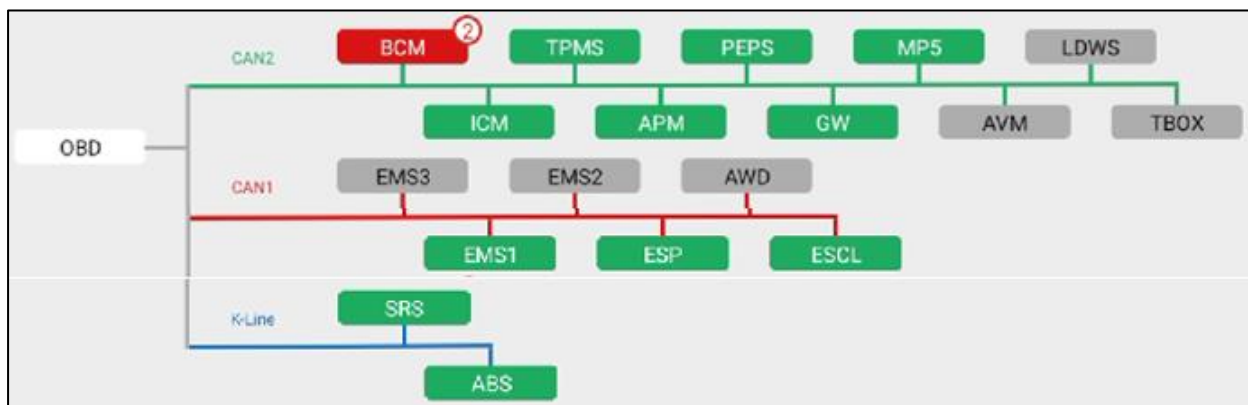 BCM
2
TPMS
PEPS
MP5
LDWS
CAN2
ICM
APM
GW
AVM
TBOX
OBD
EMS3
EMS2
AWD
CAN1
EMS1
ESP
ESCL
SRS
K-Line
ABS